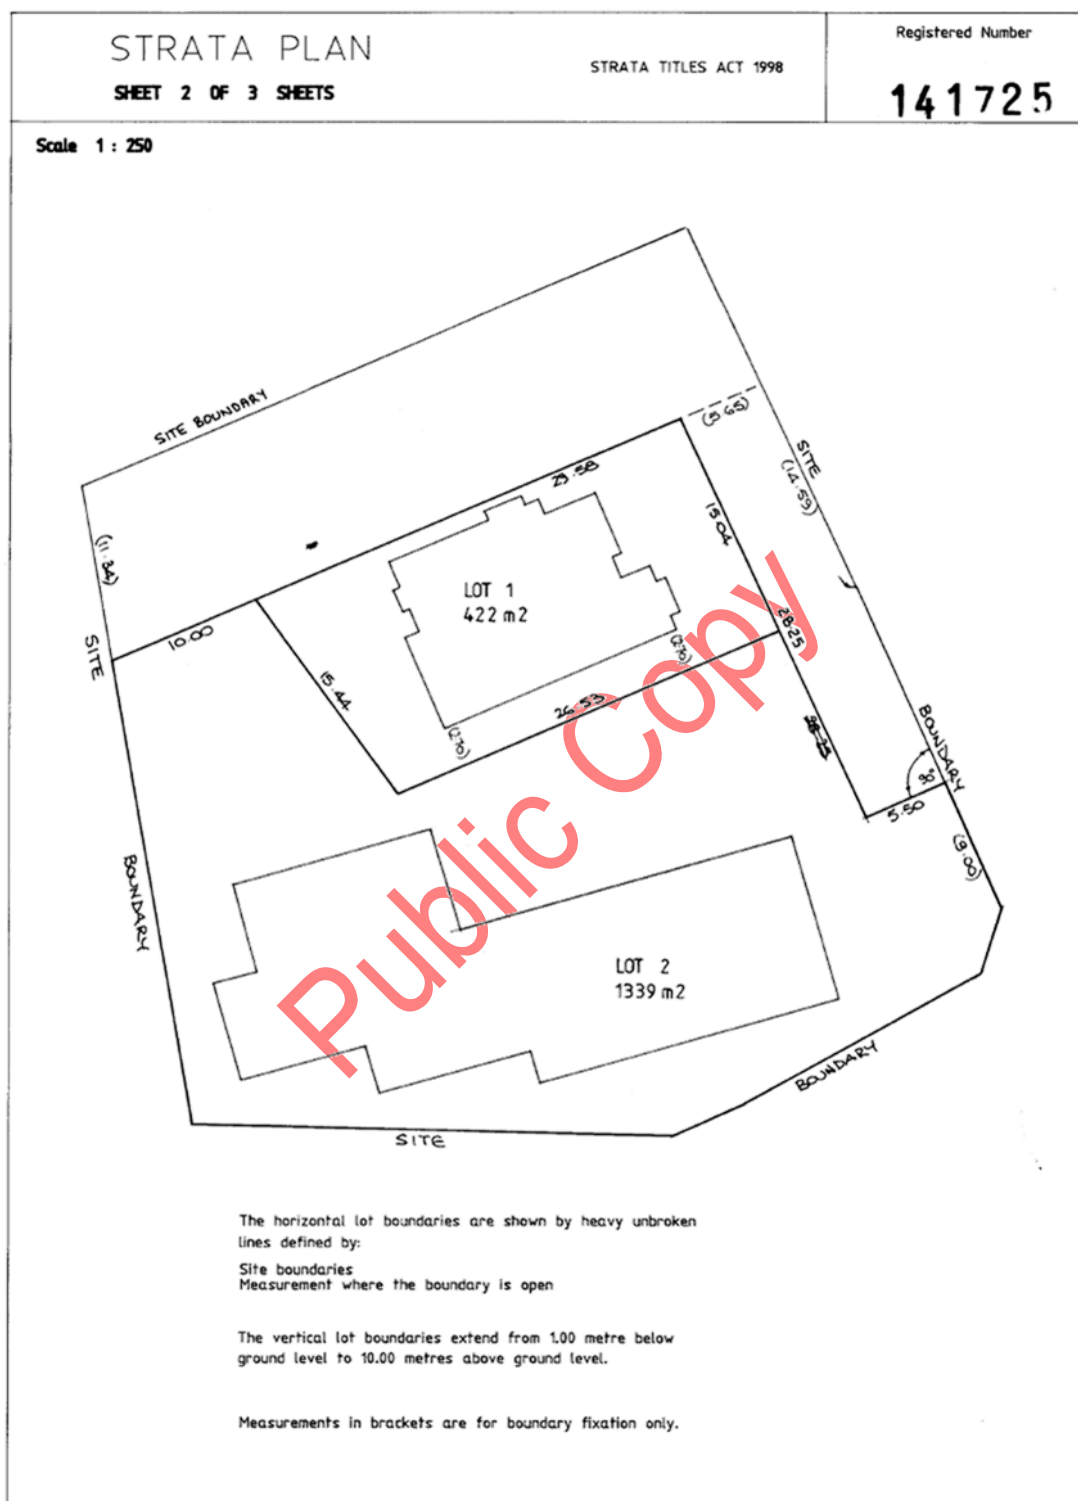 STRATA PLAN
SHEET 2 OF 3 SHEETS
STRATA TITLES ACT 1998
Registered Number
141725
Scale 1 : 250
SITE BOUNDARY
(11.34)
SITE
10.00
BOUNDARY
29.58
(5.65)
SITE
(14.59)
15.04
LOT 1
422 m2
28.25
15.44
(2.70)
(2.70)
26.53
28.25
BOUNDARY
90°
5.50
(9.00)
LOT 2
1339 m2
BOUNDARY
SITE
Public Copy
The horizontal lot boundaries are shown by heavy unbroken
lines defined by:
Site boundaries
Measurement where the boundary is open
The vertical lot boundaries extend from 1.00 metre below
ground level to 10.00 metres above ground level.
Measurements in brackets are for boundary fixation only.